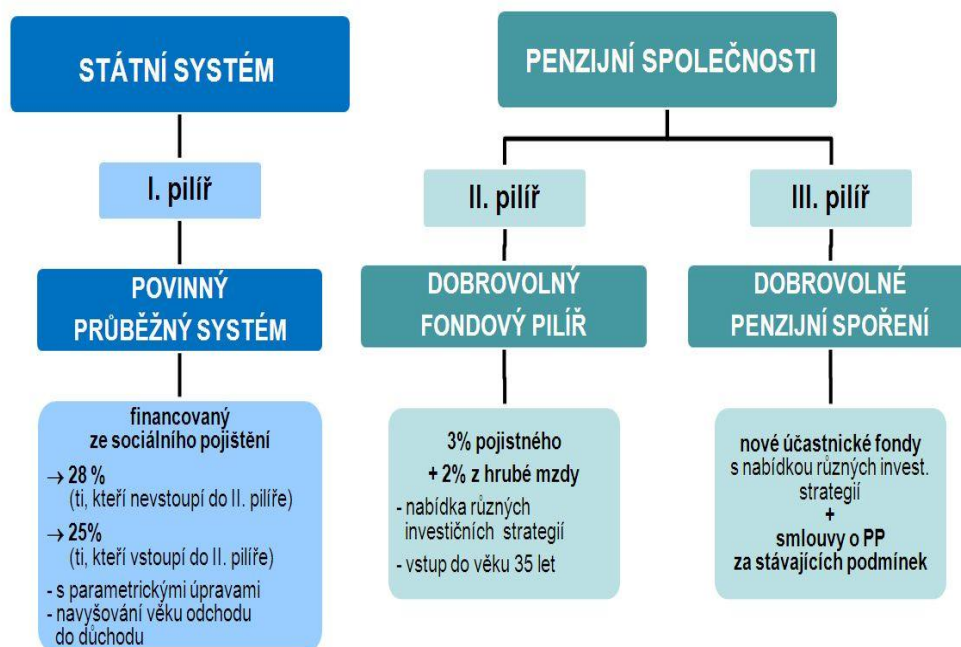 STÁTNÍ SYSTÉM
I. pilíř
POVINNÝ
PRŮBĚŽNÝ SYSTÉM
financovaný
ze sociálního pojištění
→ 28 %
(ti, kteří nevstoupí do II. pilíře)
→ 25%
(ti, kteří vstoupí do II. pilíře)
- s parametrickými úpravami
- navyšování věku odchodu
do důchodu
PENZIJNÍ SPOLEČNOSTI
II. pilíř
DOBROVOLNÝ
FONDOVÝ PILÍŘ
3% pojistného
+ 2% z hrubé mzdy
- nabídka různých
investičních strategií
- vstup do věku 35 let
III. pilíř
DOBROVOLNÉ
PENZIJNÍ SPOŘENÍ
nové účastnické fondy
s nabídkou různých invest.
strategií
+
smlouvy o PP
za stávajících podmínek